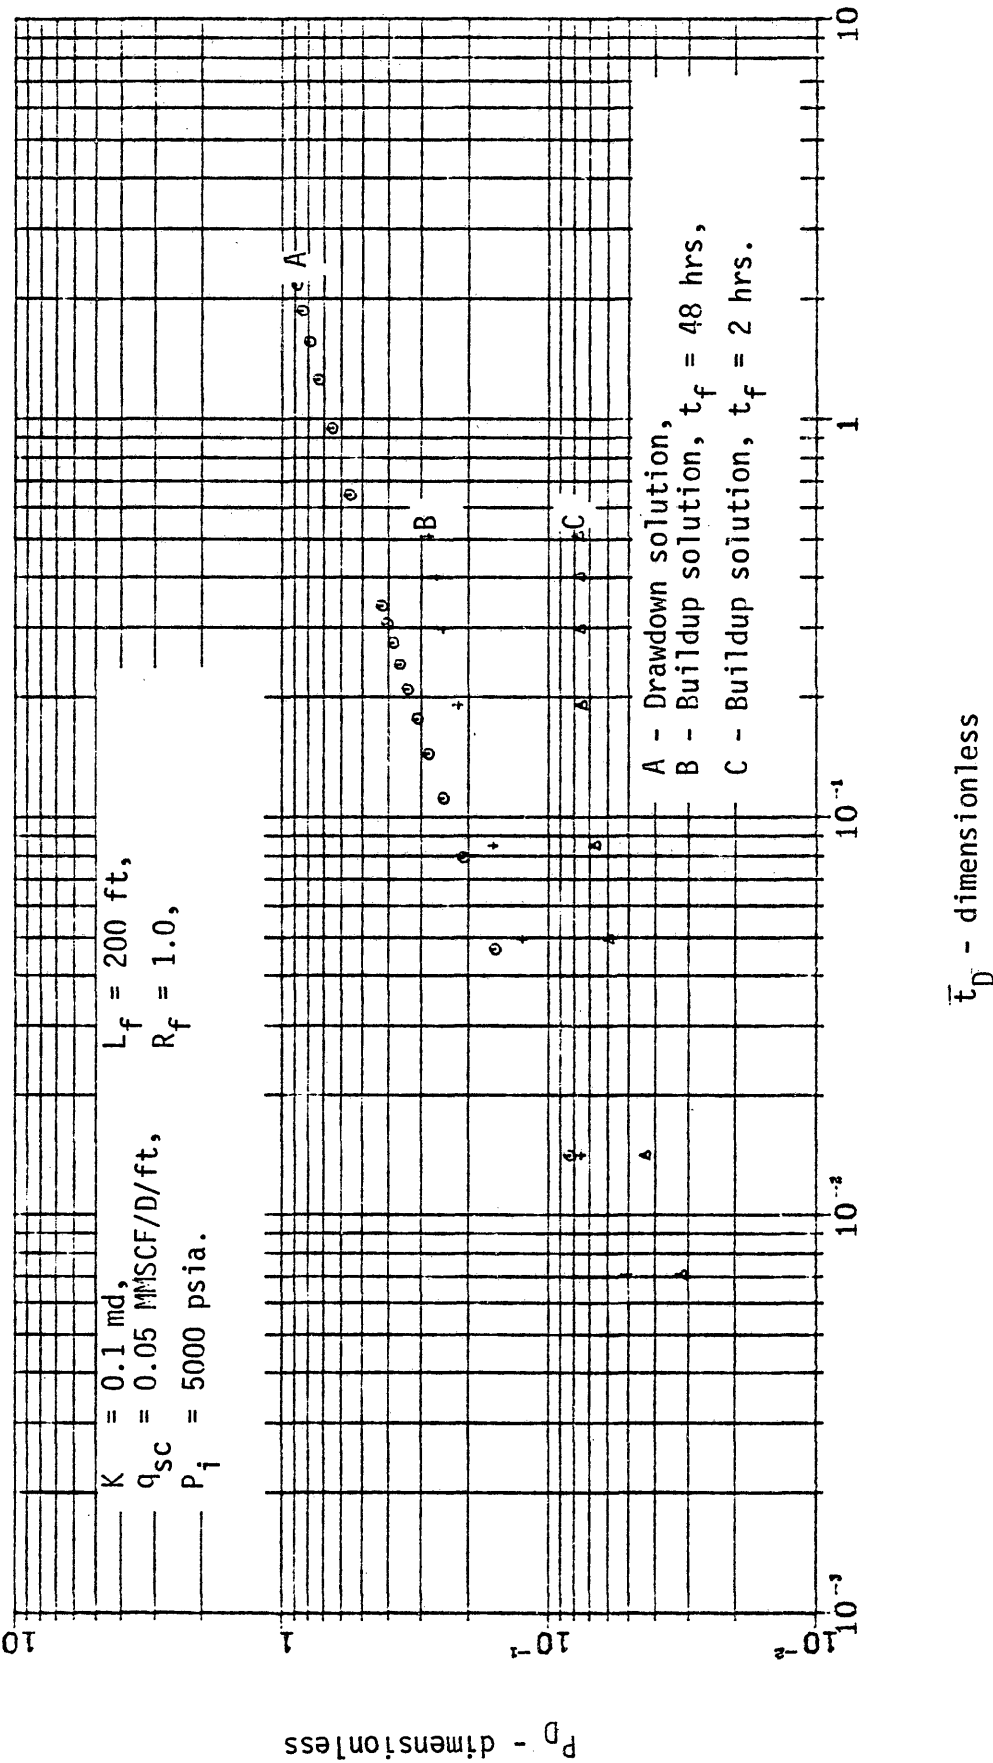 K = 0.1 md,
q_sc = 0.05 MMSCF/D/ft,
P_i = 5000 psia.
L_f = 200 ft,
R_f = 1.0,
A
B
C
A - Drawdown solution,
B - Buildup solution, t_f = 48 hrs,
C - Buildup solution, t_f = 2 hrs.
10
1
10⁻¹
10⁻²
P_D - dimensionless
10⁻³
10⁻²
10⁻¹
1
10
t̅_D - dimensionless